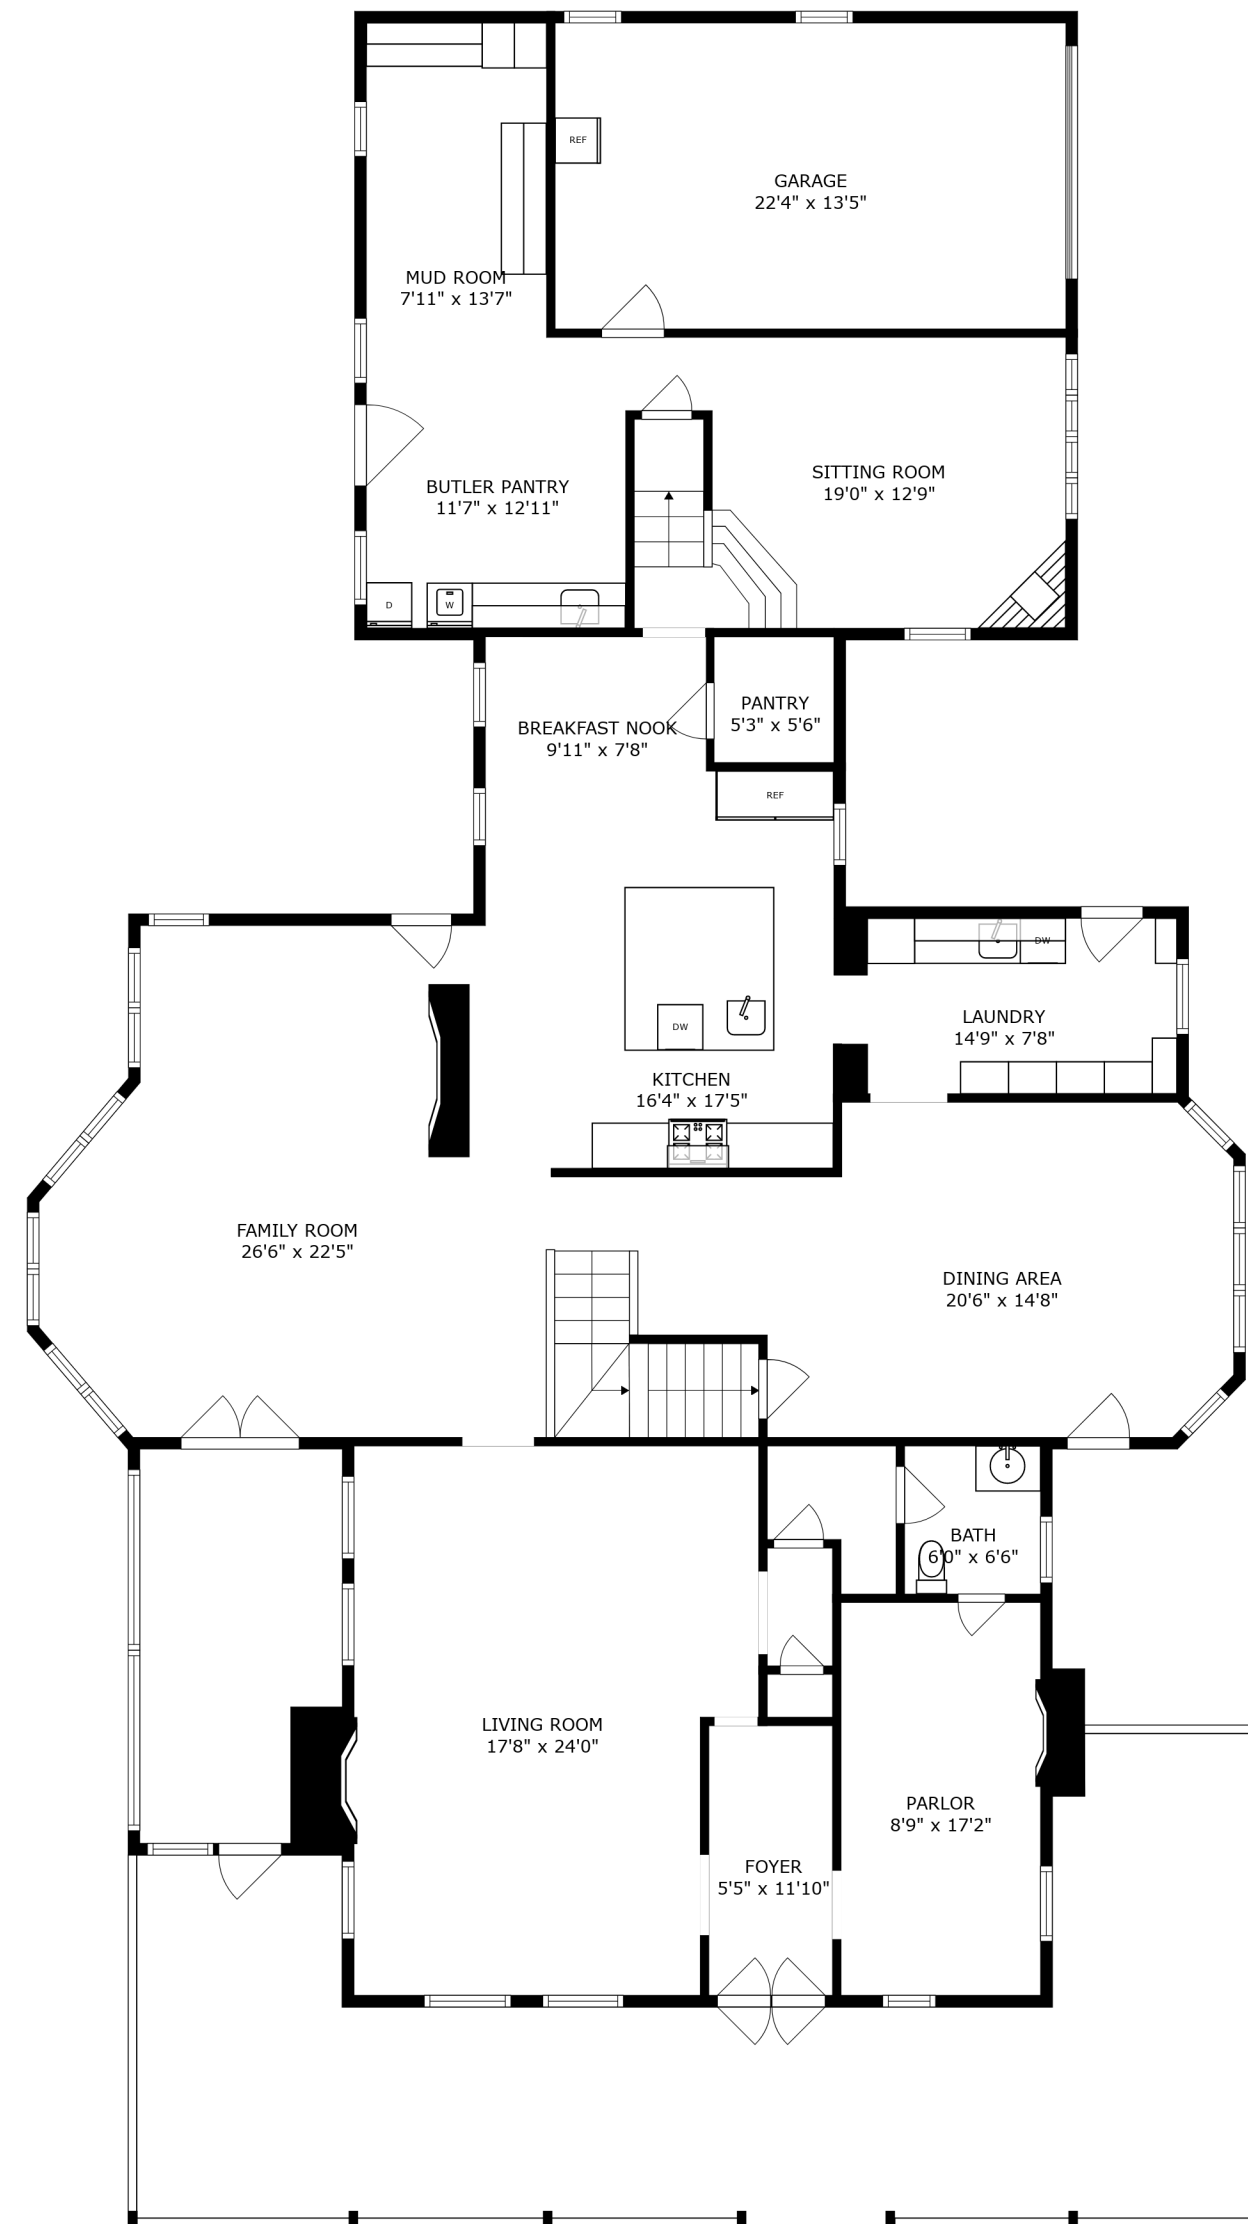 REF
GARAGE
22'4" x 13'5"
MUD ROOM
7'11" x 13'7"
SITTING ROOM
19'0" x 12'9"
BUTLER PANTRY
11'7" x 12'11"
D
W
PANTRY
5'3" x 5'6"
BREAKFAST NOOK
9'11" x 7'8"
REF
DW
LAUNDRY
14'9" x 7'8"
DW
KITCHEN
16'4" x 17'5"
FAMILY ROOM
26'6" x 22'5"
DINING AREA
20'6" x 14'8"
BATH
6'0" x 6'6"
LIVING ROOM
17'8" x 24'0"
PARLOR
8'9" x 17'2"
FOYER
5'5" x 11'10"